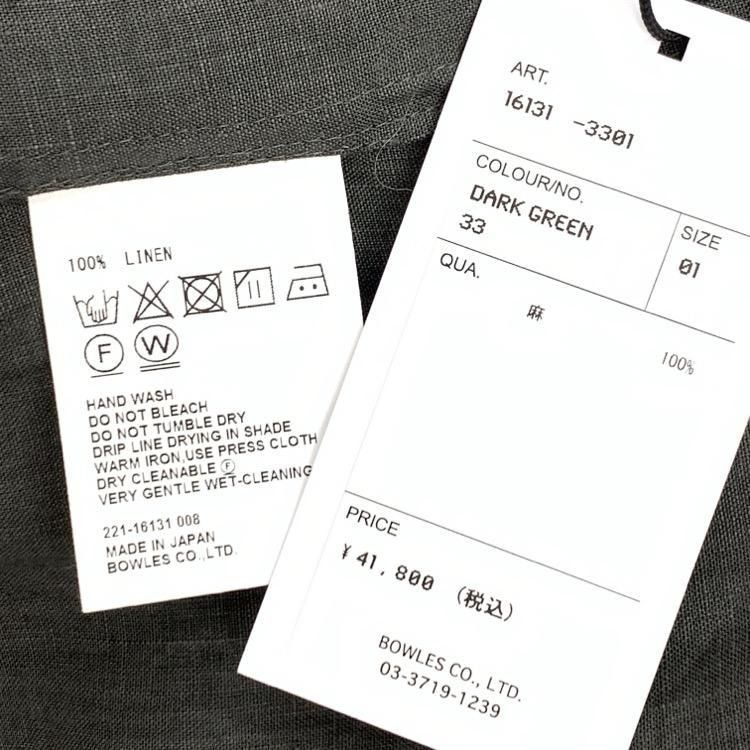 100% LINEN
F W
HAND WASH
DO NOT BLEACH
DO NOT TUMBLE DRY
DRIP LINE DRYING IN SHADE
WARM IRON,USE PRESS CLOTH
DRY CLEANABLE Ⓕ
VERY GENTLE WET-CLEANING
221-16131 008
MADE IN JAPAN
BOWLES CO.,LTD.
ART.
16131 -3301
COLOUR/NO.
DARK GREEN
33
SIZE
01
QUA.
麻
100%
PRICE
¥41,800 (税込)
BOWLES CO., LTD.
03-3719-1239